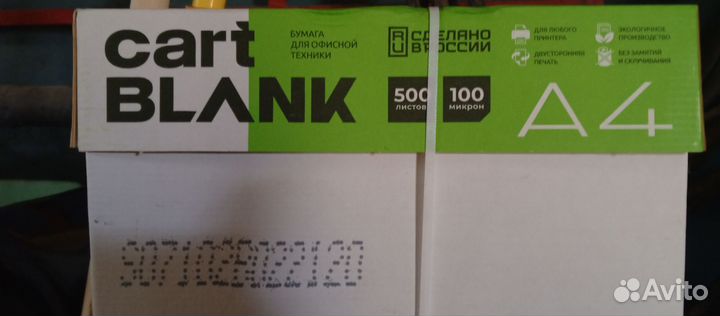 cart
BLANK
БУМАГА
ДЛЯ ОФИСНОЙ
ТЕХНИКИ
RU СДЕЛАНО
В РОССИИ
ДЛЯ ЛЮБОГО
ПРИНТЕРА
ДВУСТОРОННЯЯ
ПЕЧАТЬ
ЭКОЛОГИЧНОЕ
ПРОИЗВОДСТВО
БЕЗ ЗАМЯТИЙ
И СКРУЧИВАНИЯ
500
листов
100
микрон
A4
Avito